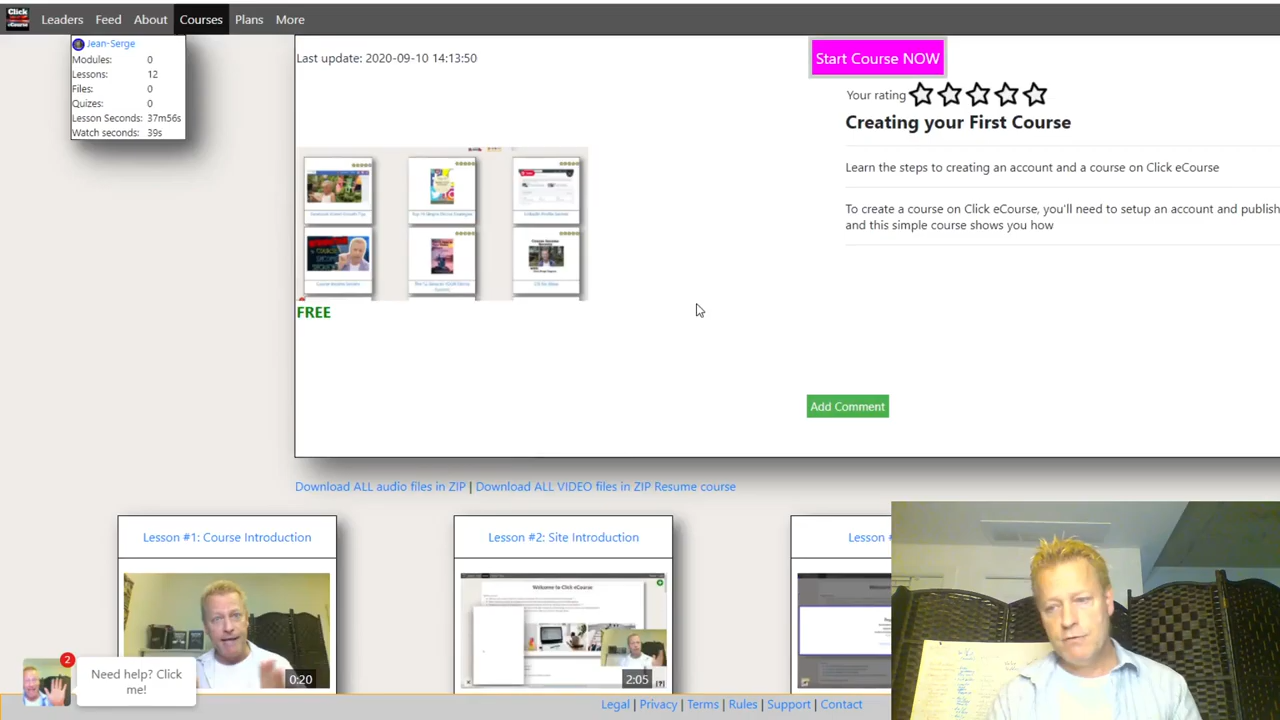 Click
eCourse
Leaders
Feed
About
Courses
Plans
More
Jean-Serge
Modules: 0
Lessons: 12
Files: 0
Quizes: 0
Lesson Seconds: 37m56s
Watch seconds: 39s
Last update: 2020-09-10 14:13:50
FREE
Start Course NOW
Your rating
Creating your First Course
Learn the steps to creating an account and a course on Click eCourse
To create a course on Click eCourse, you'll need to setup an account and publish
and this simple course shows you how
Add Comment
Download ALL audio files in ZIP | Download ALL VIDEO files in ZIP Resume course
Lesson #1: Course Introduction
0:20
Lesson #2: Site Introduction
Welcome to Click eCourse
2:05
Lesson #
2
Need help? Click
me!
Legal | Privacy | Terms | Rules | Support | Contact